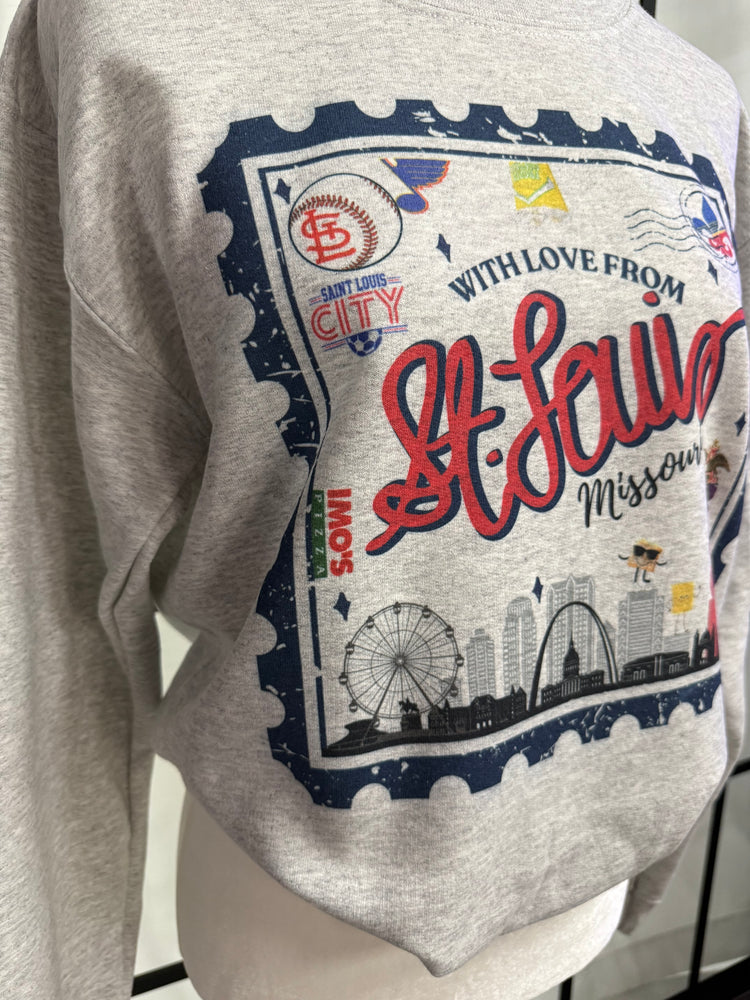 STL
SAINT LOUIS
CITY
WITH LOVE FROM
St. Louis
Missouri
IMO'S
PIZZA